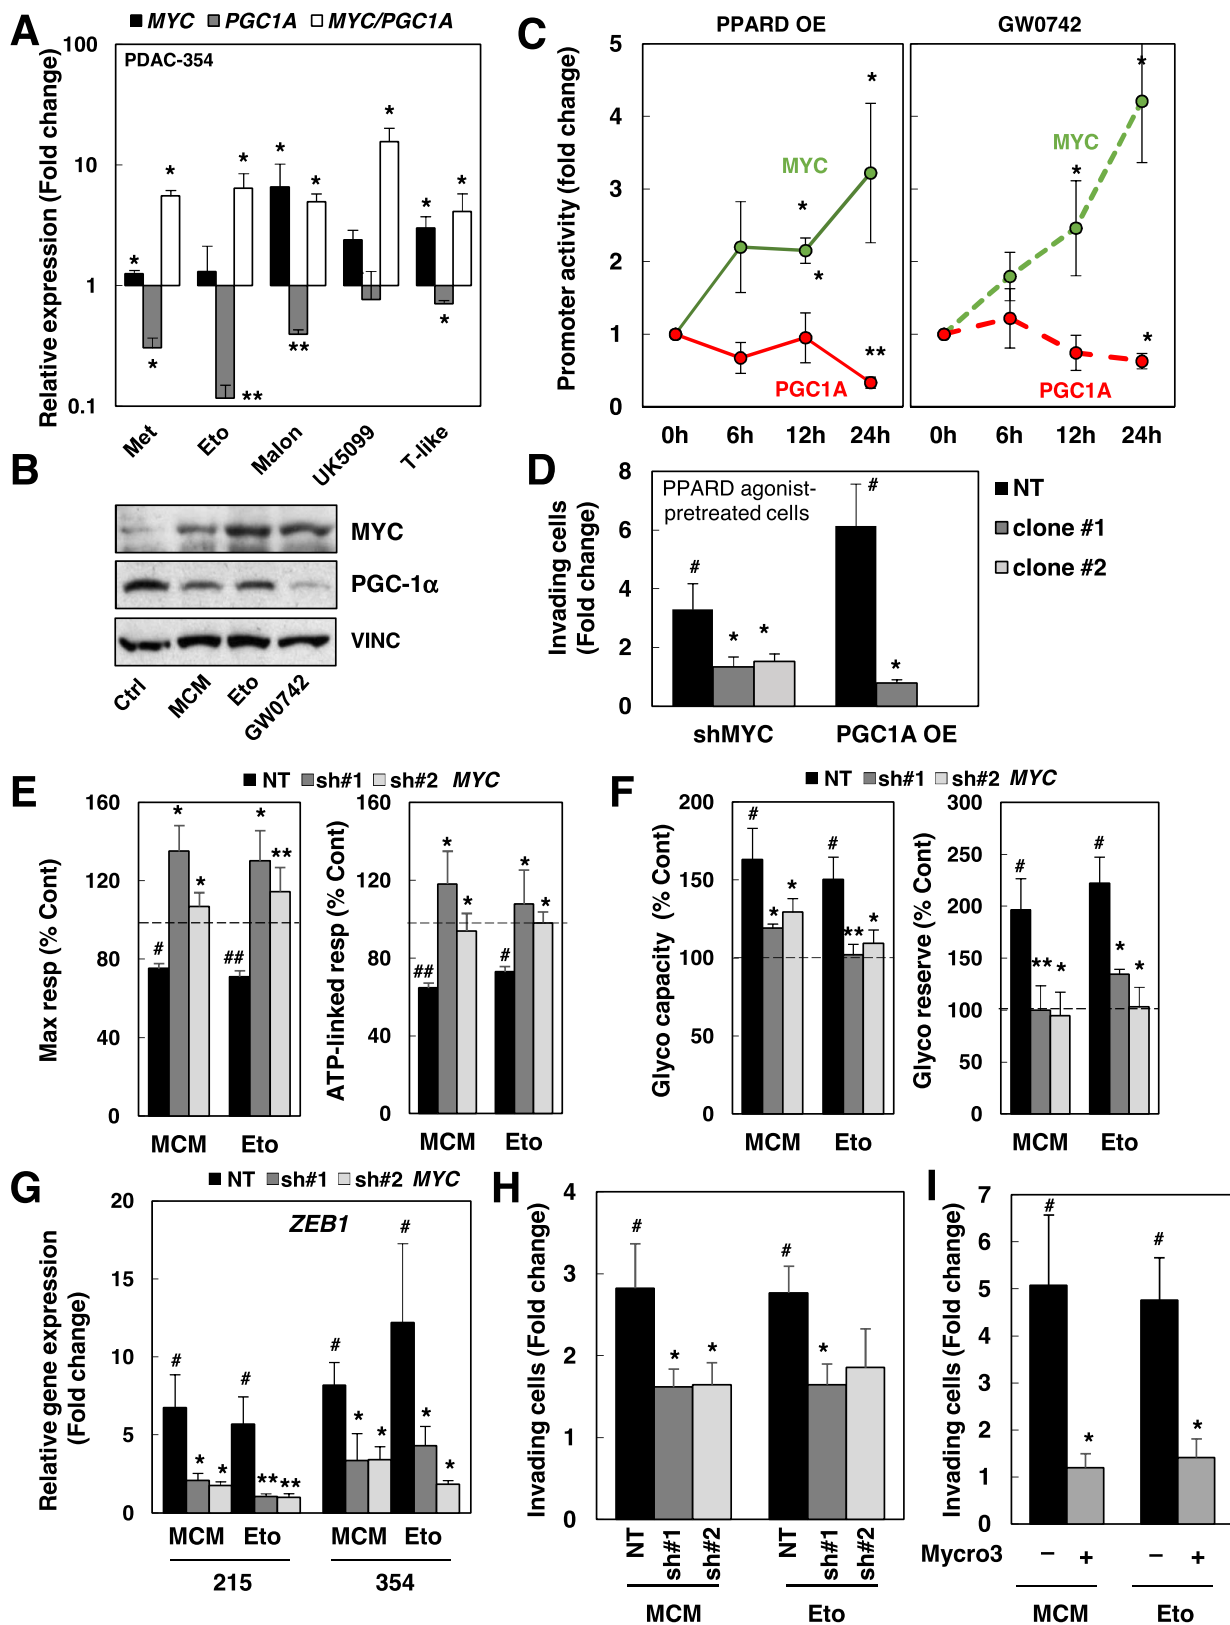 A
MYC PGC1A MYC/PGC1A
PDAC-354
Relative expression (Fold change)
100
10
1
0.1
* * * ** * ** * * * * * *
Met Eto Malon UK5099 T-like
B
MYC
PGC-1α
VINC
Ctrl MCM Eto GW0742
C
PPARD OE GW0742
Promoter activity (fold change)
5
4
3
2
1
0
MYC
PGC1A
* * * **
MYC
PGC1A
* * *
0h 6h 12h 24h 0h 6h 12h 24h
D
PPARD agonist-
pretreated cells
Invading cells
(Fold change)
8
6
4
2
0
# * * # *
shMYC PGC1A OE
NT
clone #1
clone #2
E
NT sh#1 sh#2 MYC
Max resp (% Cont)
160
120
80
40
0
# * * ## * **
MCM Eto
ATP-linked resp (% Cont)
160
120
80
40
0
## * * # * *
MCM Eto
F
NT sh#1 sh#2 MYC
Glyco capacity (% Cont)
200
150
100
50
0
# * * # ** *
MCM Eto
Glyco reserve (% Cont)
300
250
200
150
100
50
0
# ** * # * *
MCM Eto
G
NT sh#1 sh#2 MYC
ZEB1
Relative gene expression
(Fold change)
20
15
10
5
0
# * * # ** ** # * * # * *
MCM Eto MCM Eto
215 354
H
Invading cells (Fold change)
4
3
2
1
0
# * * # *
NT sh#1 sh#2 NT sh#1 sh#2
MCM Eto
I
Invading cells (Fold change)
7
6
5
4
3
2
1
0
# * # *
Mycro3 – + – +
MCM Eto